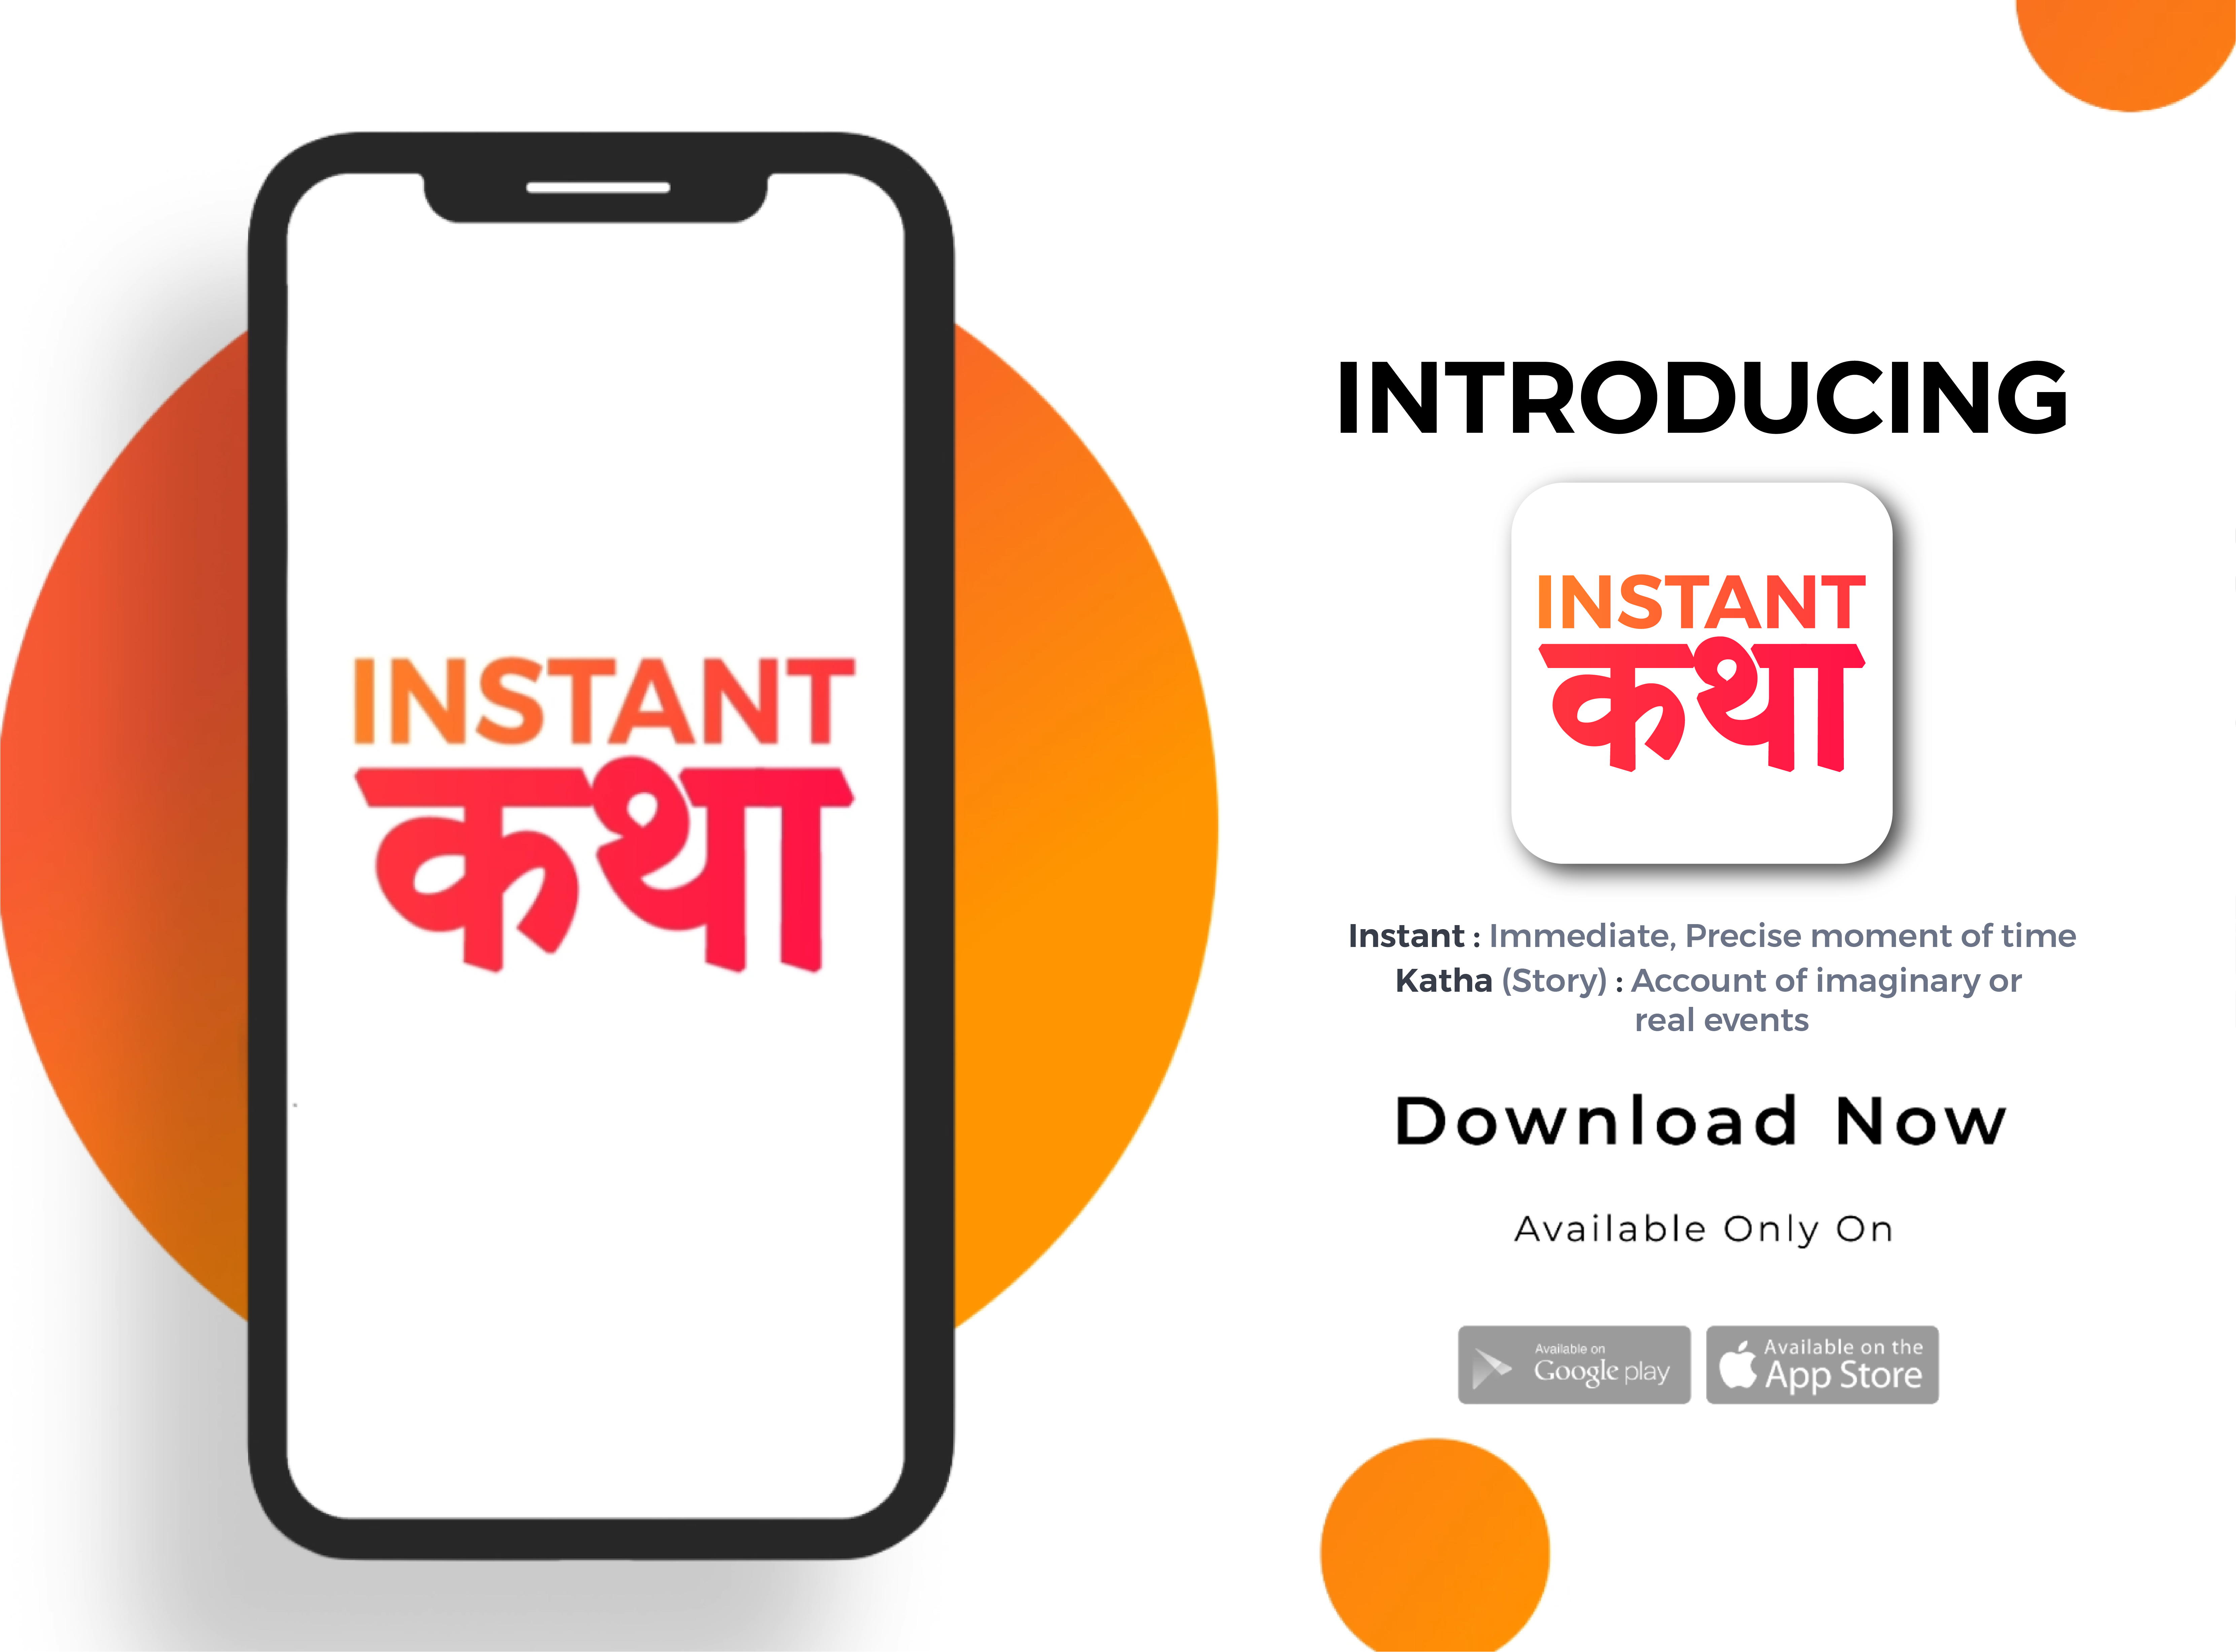 INSTANT
कथा
INTRODUCING
INSTANT
कथा
Instant : Immediate, Precise moment of time
Katha (Story) : Account of imaginary or
real events
Download Now
Available Only On
Available on
Google play
Available on the
App Store